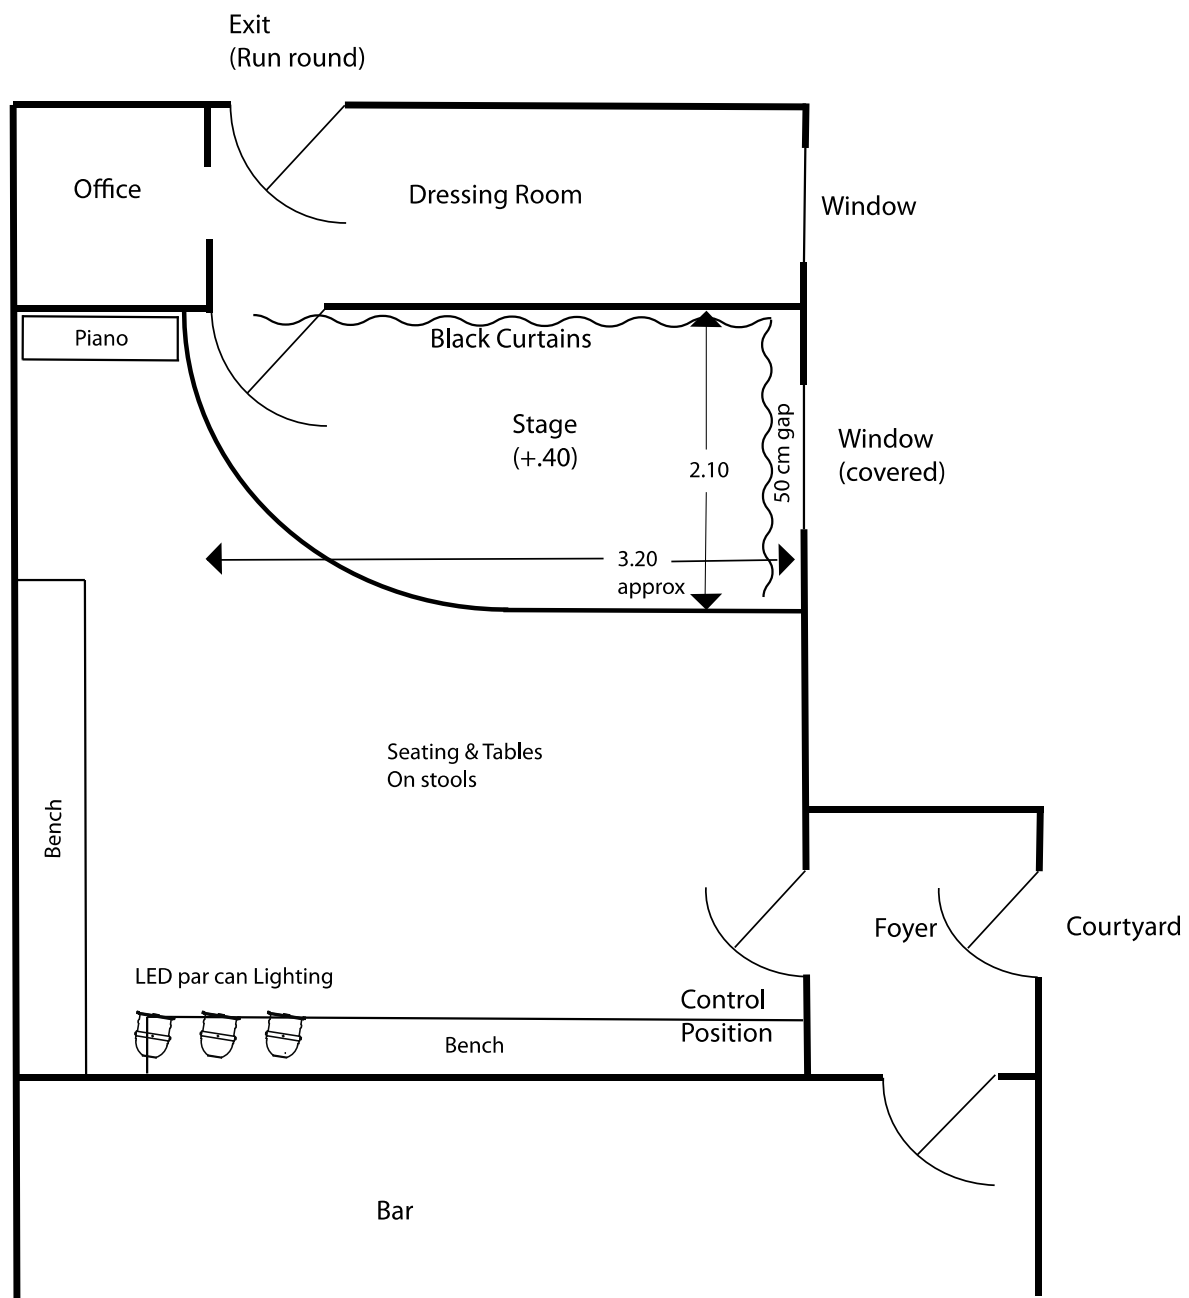 Exit
(Run round)
Office
Dressing Room
Window
Piano
Black Curtains
Stage
(+.40)
2.10
50 cm gap
Window
(covered)
3.20
approx
Seating & Tables
On stools
Bench
Foyer
Courtyard
LED par can Lighting
Control
Position
Bench
Bar